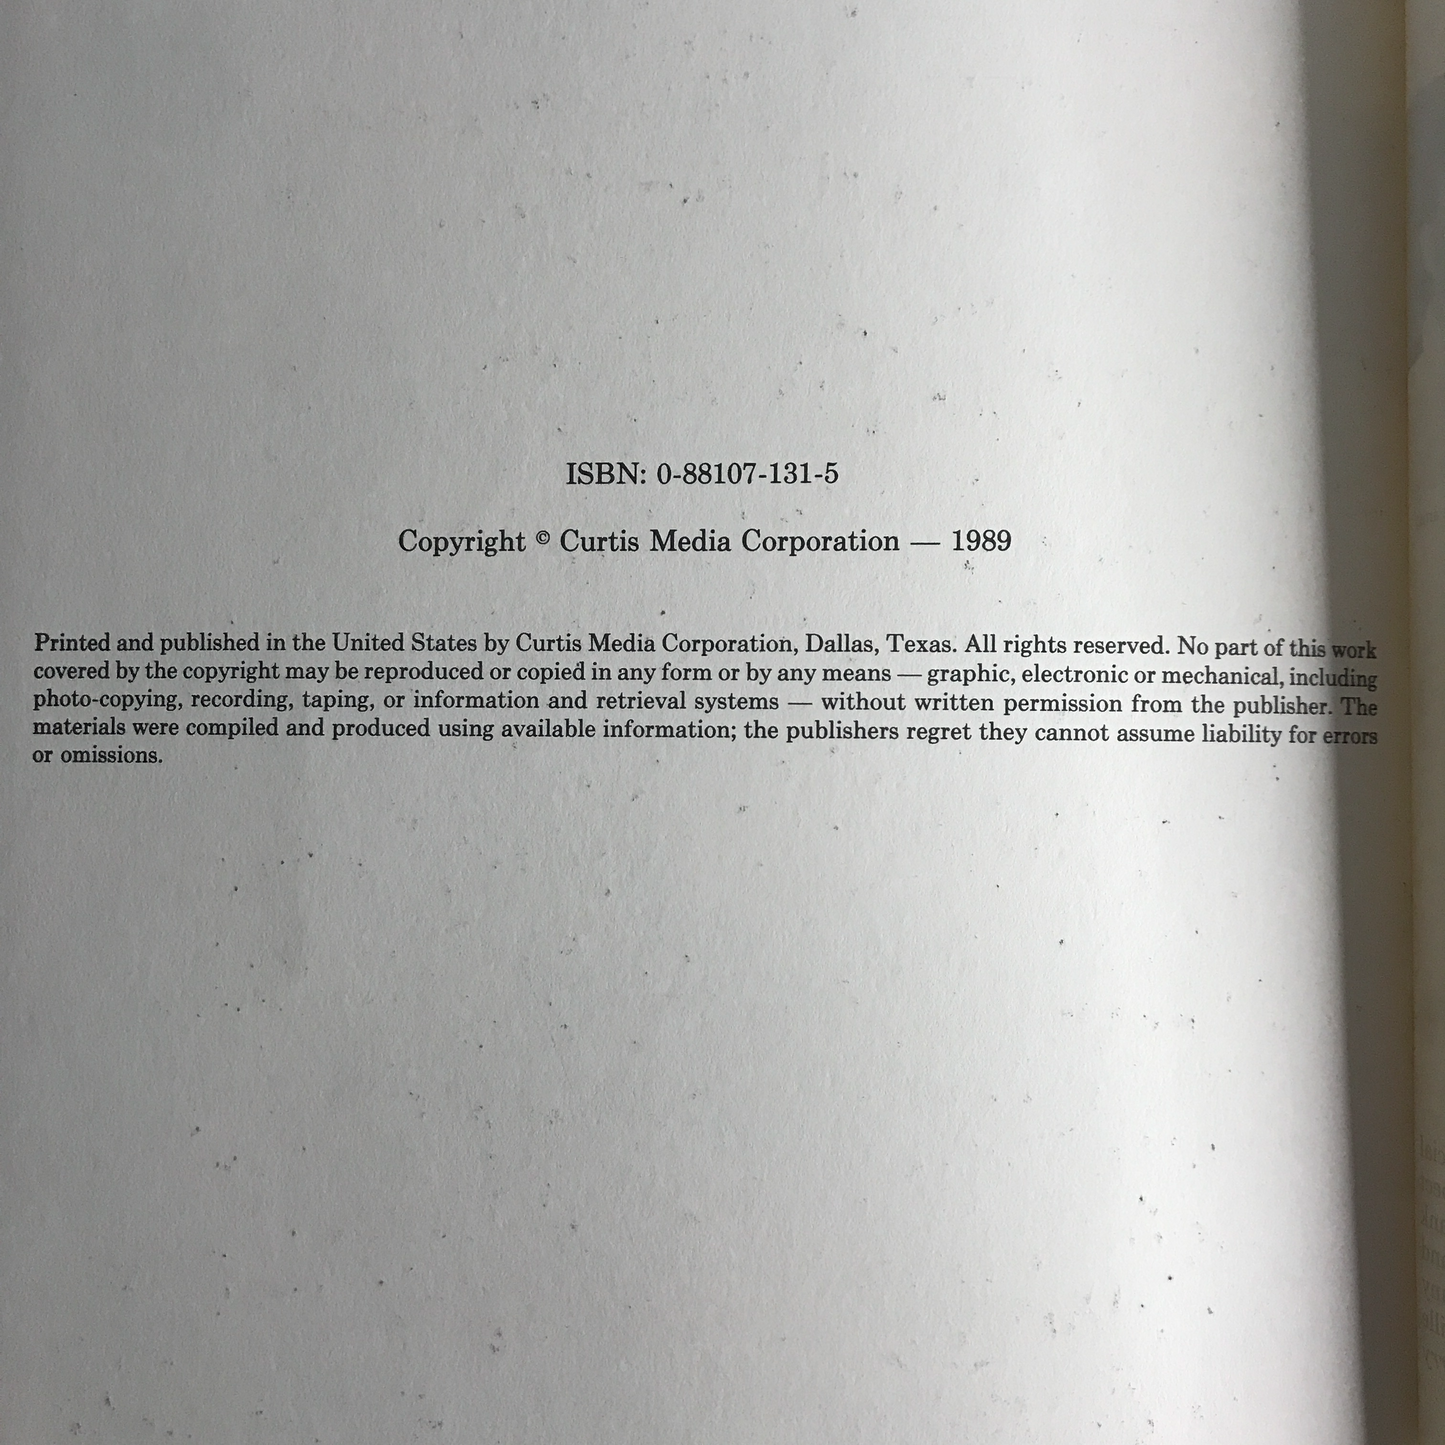 ISBN: 0-88107-131-5
Copyright © Curtis Media Corporation — 1989
Printed and published in the United States by Curtis Media Corporation, Dallas, Texas. All rights reserved. No part of this work
covered by the copyright may be reproduced or copied in any form or by any means — graphic, electronic or mechanical, including
photo-copying, recording, taping, or information and retrieval systems — without written permission from the publisher. The
materials were compiled and produced using available information; the publishers regret they cannot assume liability for errors
or omissions.